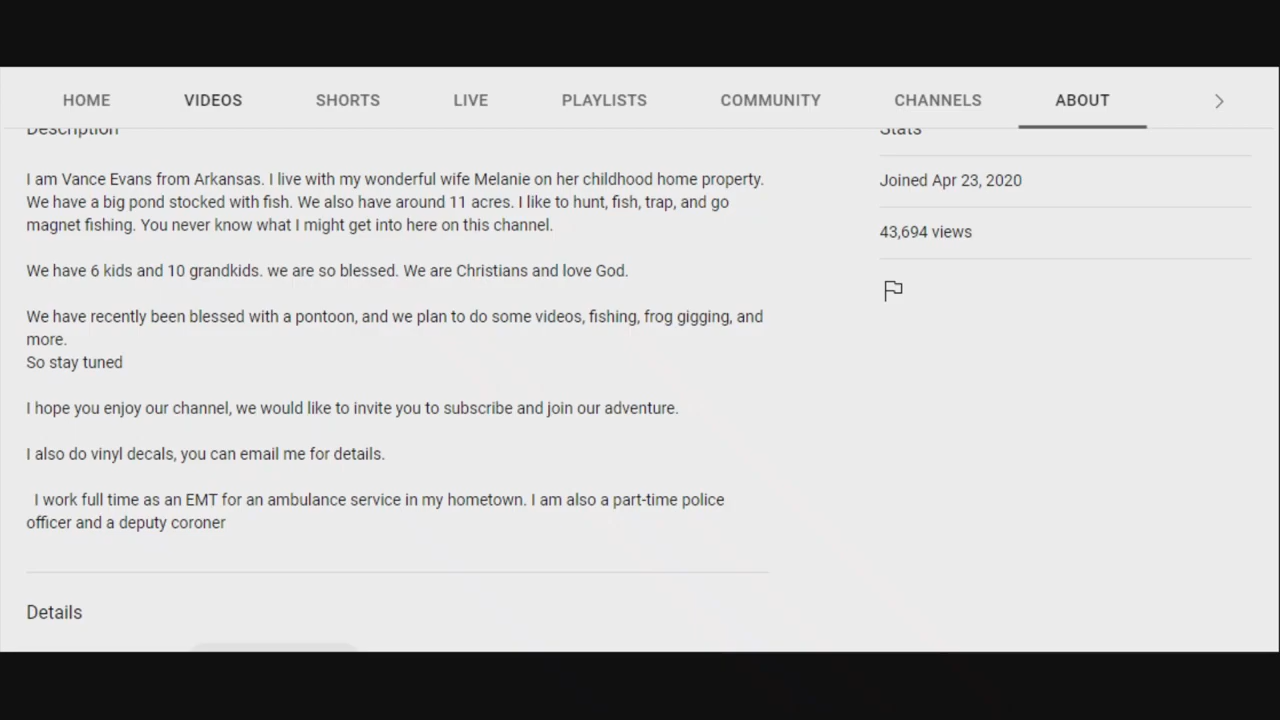 HOME VIDEOS SHORTS LIVE PLAYLISTS COMMUNITY CHANNELS ABOUT
Description
I am Vance Evans from Arkansas. I live with my wonderful wife Melanie on her childhood home property.
We have a big pond stocked with fish. We also have around 11 acres. I like to hunt, fish, trap, and go
magnet fishing. You never know what I might get into here on this channel.
We have 6 kids and 10 grandkids. we are so blessed. We are Christians and love God.
We have recently been blessed with a pontoon, and we plan to do some videos, fishing, frog gigging, and
more.
So stay tuned
I hope you enjoy our channel, we would like to invite you to subscribe and join our adventure.
I also do vinyl decals, you can email me for details.
I work full time as an EMT for an ambulance service in my hometown. I am also a part-time police
officer and a deputy coroner
Details
Stats
Joined Apr 23, 2020
43,694 views